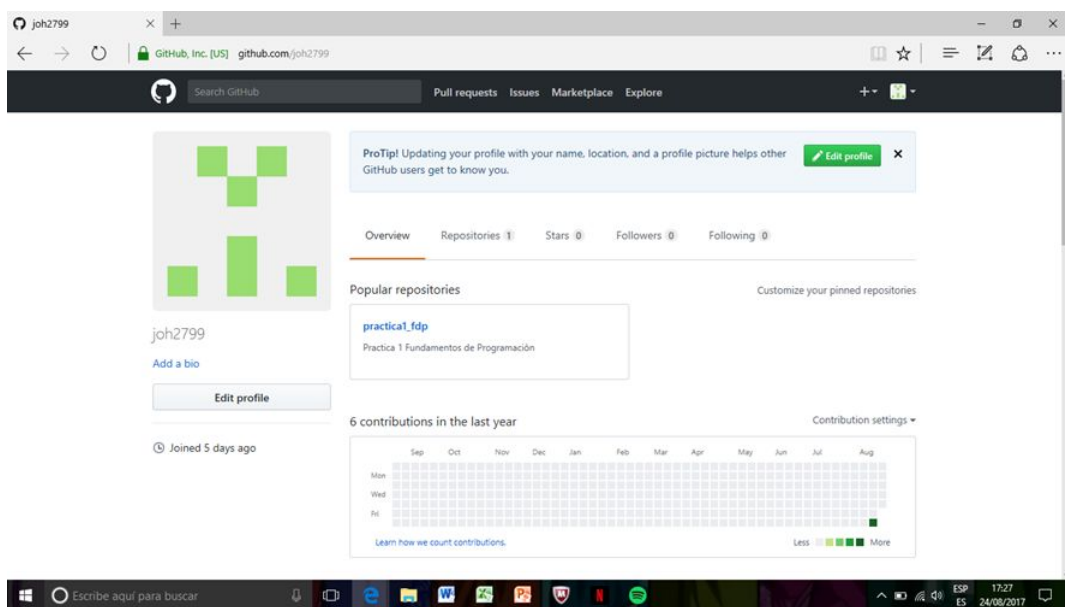 joh2799
GitHub, Inc. [US] github.com/joh2799
Search GitHub
Pull requests Issues Marketplace Explore
ProTip! Updating your profile with your name, location, and a profile picture helps other
GitHub users get to know you.
Edit profile
Overview Repositories 1 Stars 0 Followers 0 Following 0
Popular repositories
Customize your pinned repositories
practica1_fdp
Practica 1 Fundamentos de Programación
joh2799
Add a bio
Edit profile
Joined 5 days ago
6 contributions in the last year
Contribution settings
Sep Oct Nov Dec Jan Feb Mar Apr May Jun Jul Aug
Mon
Wed
Fri
Learn how we count contributions.
Less More
Escribe aquí para buscar
ESP
ES
17:27
24/08/2017